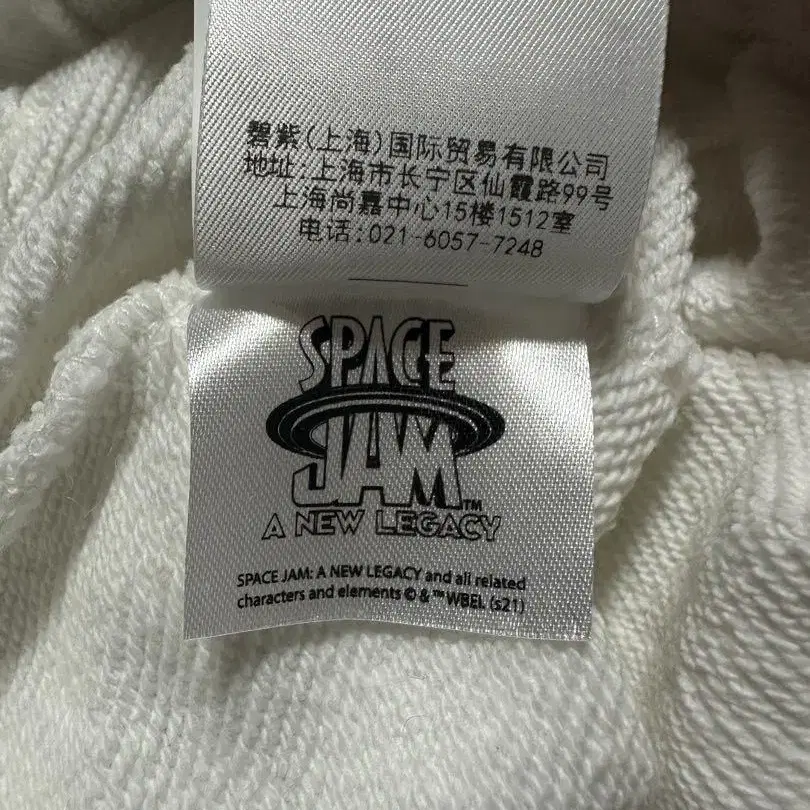 碧紫(上海)国际贸易有限公司
地址:上海市长宁区仙霞路99号
上海尚嘉中心15楼1512室
电话:021-6057-7248
SPACE
JAM™
A NEW LEGACY
SPACE JAM: A NEW LEGACY and all related
characters and elements © & ™ WBEI. (s21)